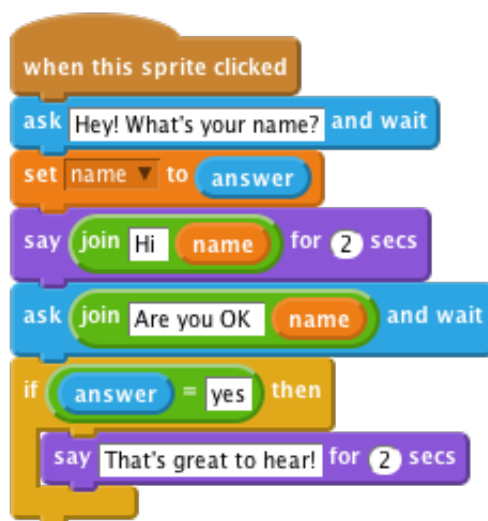 when this sprite clicked
ask Hey! What's your name? and wait
set name to answer
say join Hi name for 2 secs
ask join Are you OK name and wait
if answer = yes then
say That's great to hear! for 2 secs